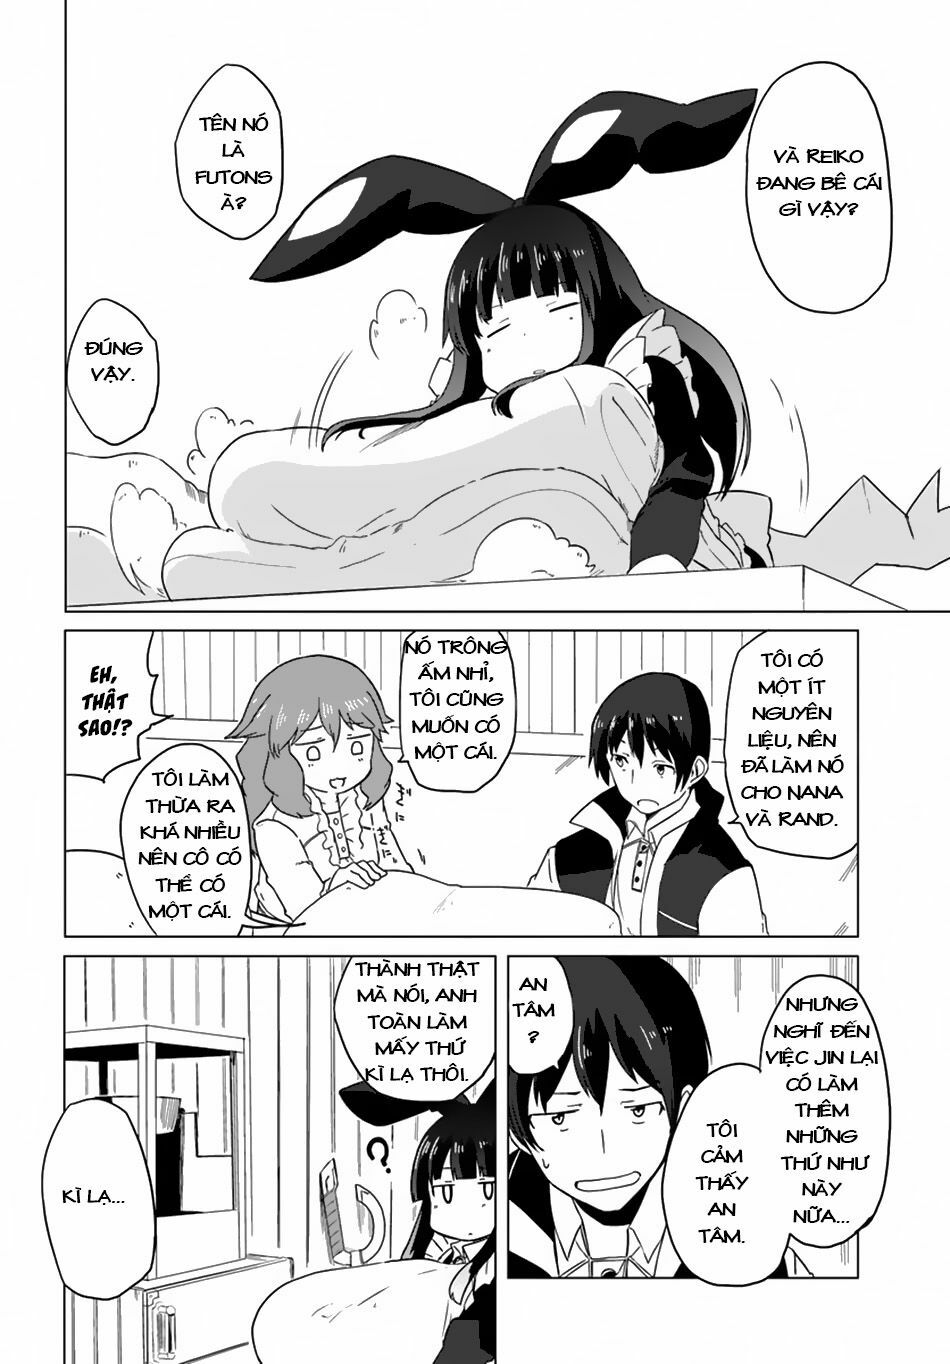 VÀ REIKO
ĐANG BÊ CÁI
GÌ VẬY?
TÊN NÓ
LÀ
FUTONS
À?
ĐÚNG
VẬY.
TÔI CÓ
MỘT ÍT
NGUYÊN
LIỆU, NÊN
ĐÃ LÀM NÓ
CHO NANA
VÀ RAND.
NÓ TRÔNG
ẤM NHỈ,
TÔI CŨNG
MUỐN CÓ
MỘT CÁI.
TÔI LÀM
THỪA RA
KHÁ NHIỀU
NÊN CÔ CÓ
THỂ CÓ
MỘT CÁI.
EH,
THẬT
SAO!?
NHƯNG
NGHĨ ĐẾN
VIỆC JIN LẠI
CÓ LÀM
THÊM
NHỮNG
THỨ NHƯ
NÀY
NỮA...
TÔI
CẢM
THẤY
AN
TÂM.
AN
TÂM
?
THÀNH THẬT
MÀ NÓI, ANH
TOÀN LÀM
MẤY THỨ
KÌ LẠ THÔI.
?
KÌ LẠ...